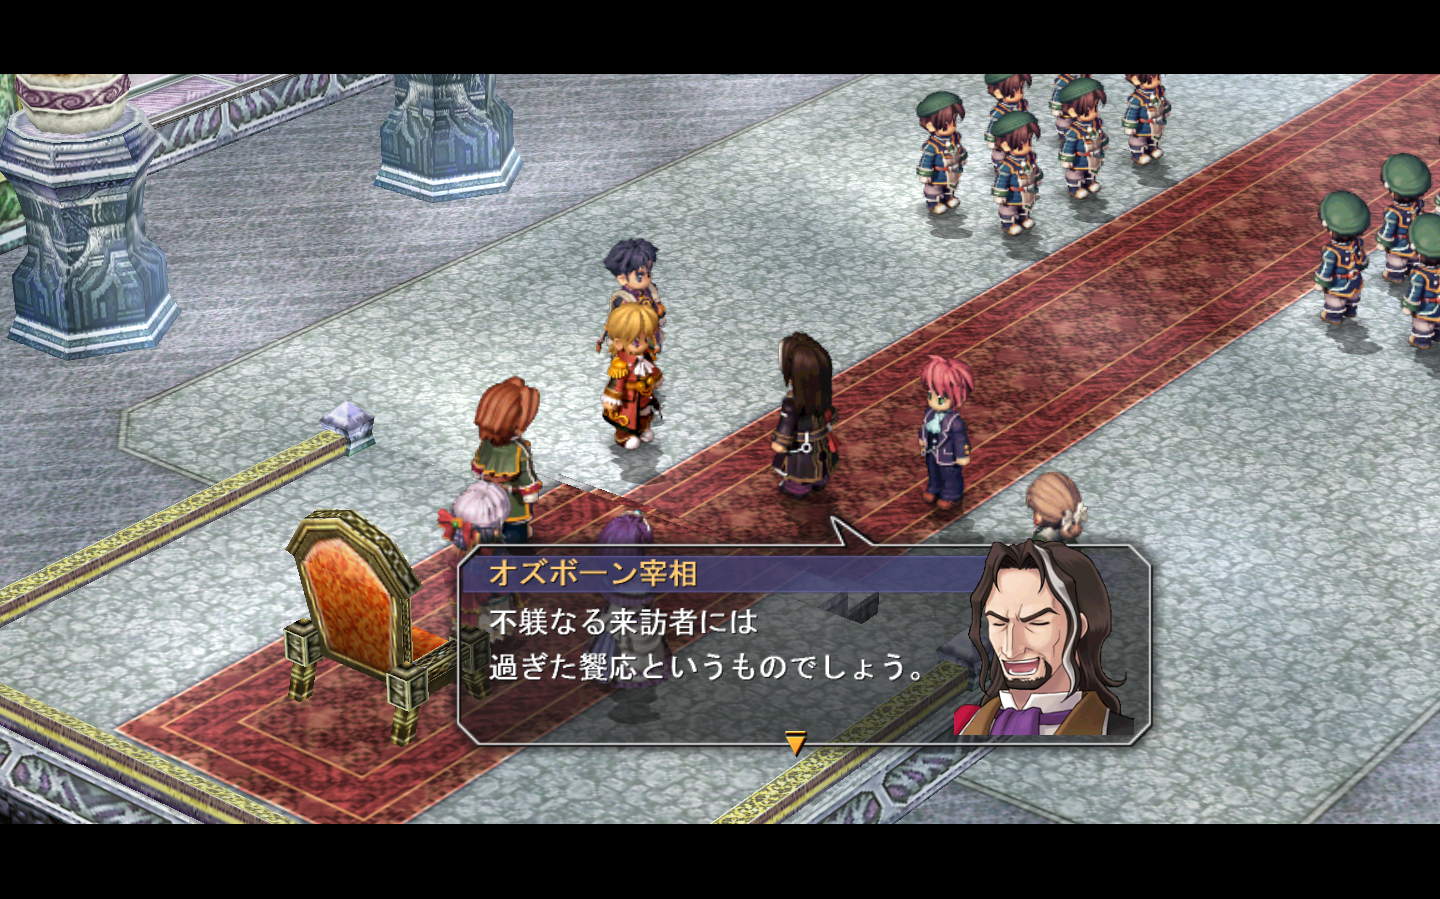 オズボーン宰相
不躾なる来訪者には
過ぎた饗応というものでしょう。